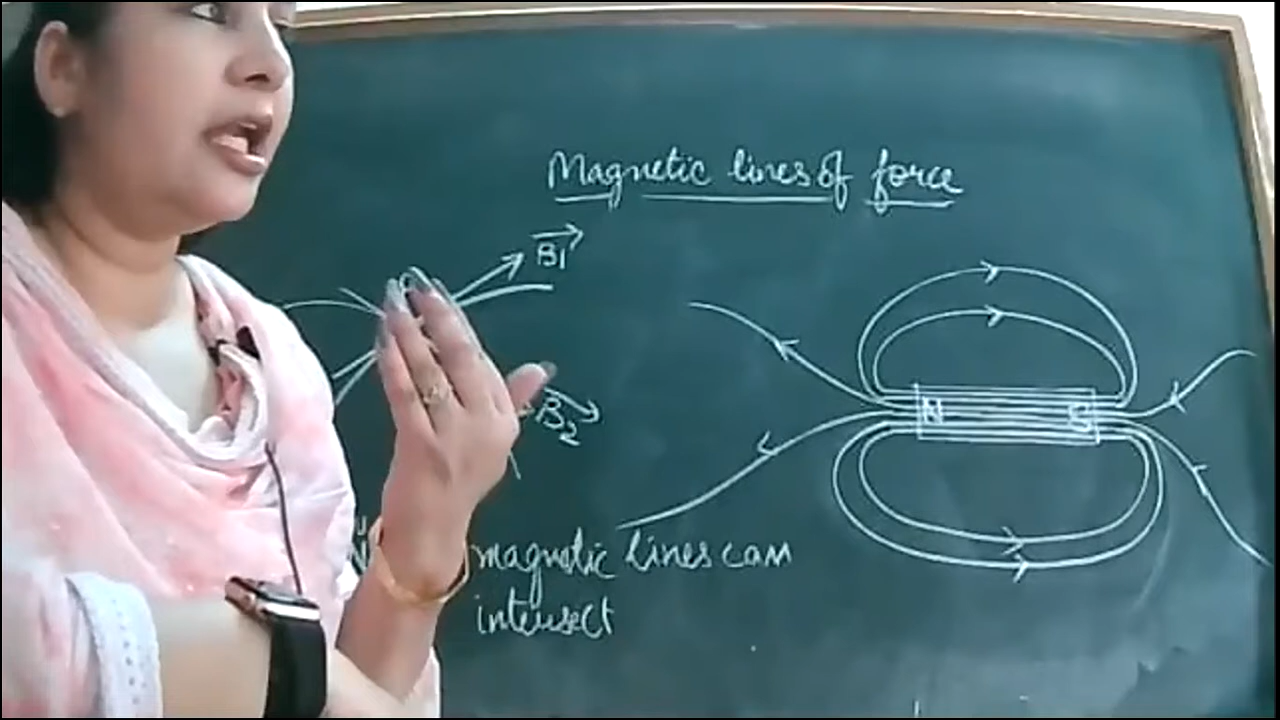 Magnetic lines of force
B1
B2
N S
magnetic lines can
intersect